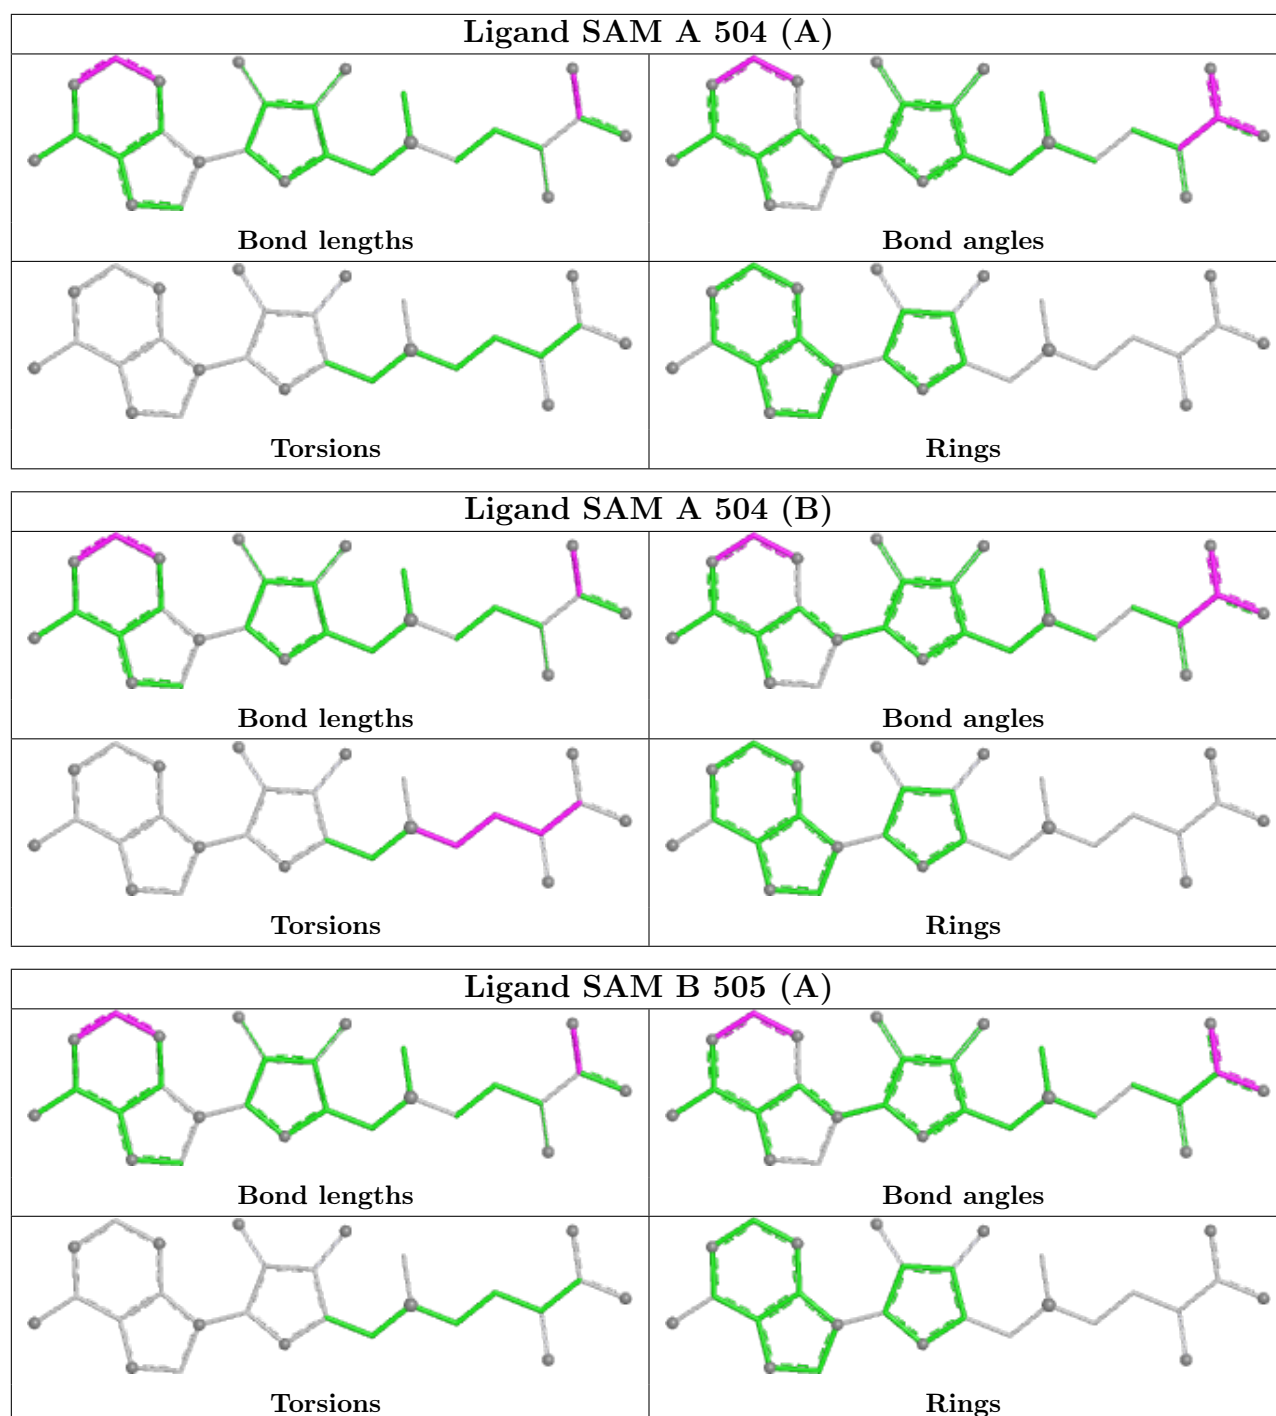 Ligand SAM A 504 (A)
Bond lengths
Bond angles
Torsions
Rings
Ligand SAM A 504 (B)
Bond lengths
Bond angles
Torsions
Rings
Ligand SAM B 505 (A)
Bond lengths
Bond angles
Torsions
Rings